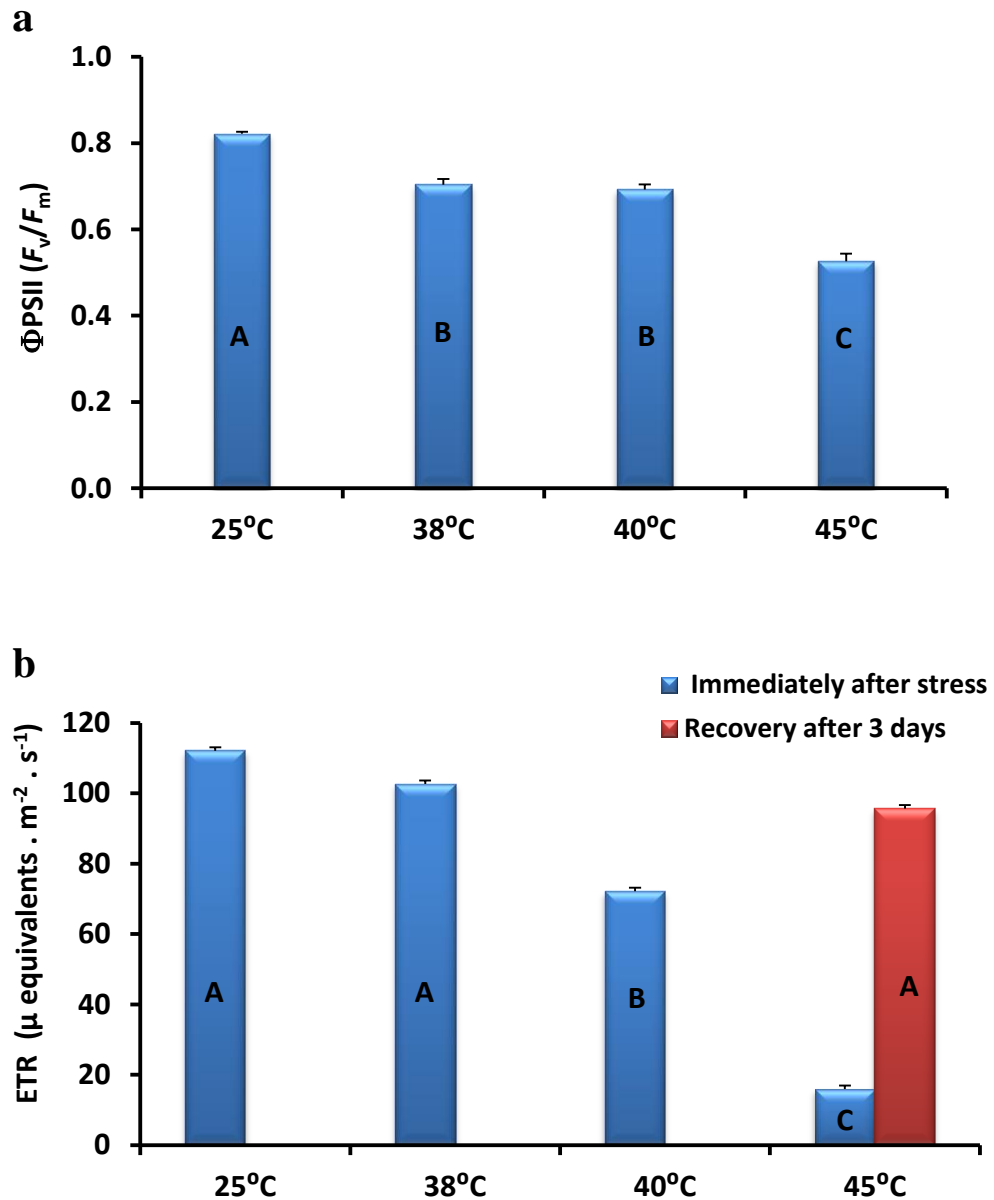 a
1.0
0.8
0.6
0.4
0.2
0.0
ΦPSII (Fv/Fm)
A
B
B
C
25°C 38°C 40°C 45°C
b
Immediately after stress
Recovery after 3 days
120
100
80
60
40
20
0
ETR (µ equivalents . m⁻² . s⁻¹)
A
A
B
C
A
25°C 38°C 40°C 45°C